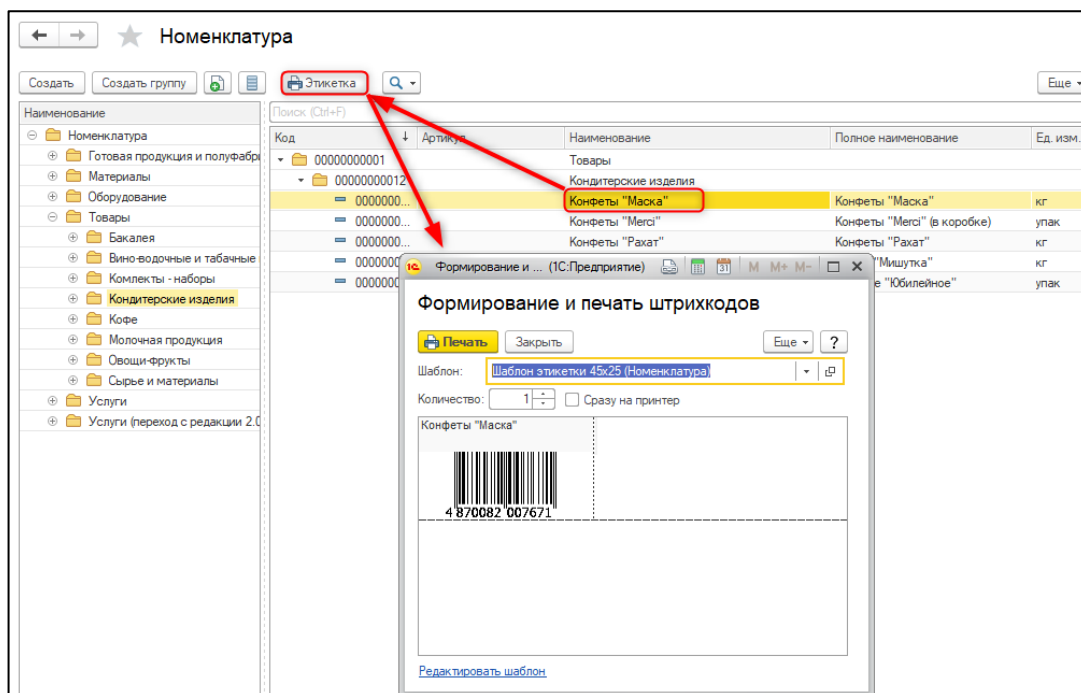 Номенклатура
Создать Создать группу Этикетка Еще
Наименование
Номенклатура
Готовая продукция и полуфабри
Материалы
Оборудование
Товары
Бакалея
Вино-водочные и табачные
Комлекты - наборы
Кондитерские изделия
Кофе
Молочная продукция
Овощи-фрукты
Сырье и материалы
Услуги
Услуги (переход с редакции 2.0
Поиск (Ctrl+F)
Код Артикул Наименование Полное наименование Ед. изм.
00000000001 Товары
00000000012 Кондитерские изделия
0000000... Конфеты "Маска" Конфеты "Маска" кг
0000000... Конфеты "Merci" Конфеты "Merci" (в коробке) упак
0000000... Конфеты "Рахат" Конфеты "Рахат" кг
0000000 "Мишутка" кг
0000000 е "Юбилейное" упак
1С Формирование и ... (1С:Предприятие) 31 M M+ M-
Формирование и печать штрихкодов
Печать Закрыть Еще ?
Шаблон: Шаблон этикетки 45x25 (Номенклатура)
Количество: 1 Сразу на принтер
Конфеты "Маска"
4 870082 007671
Редактировать шаблон